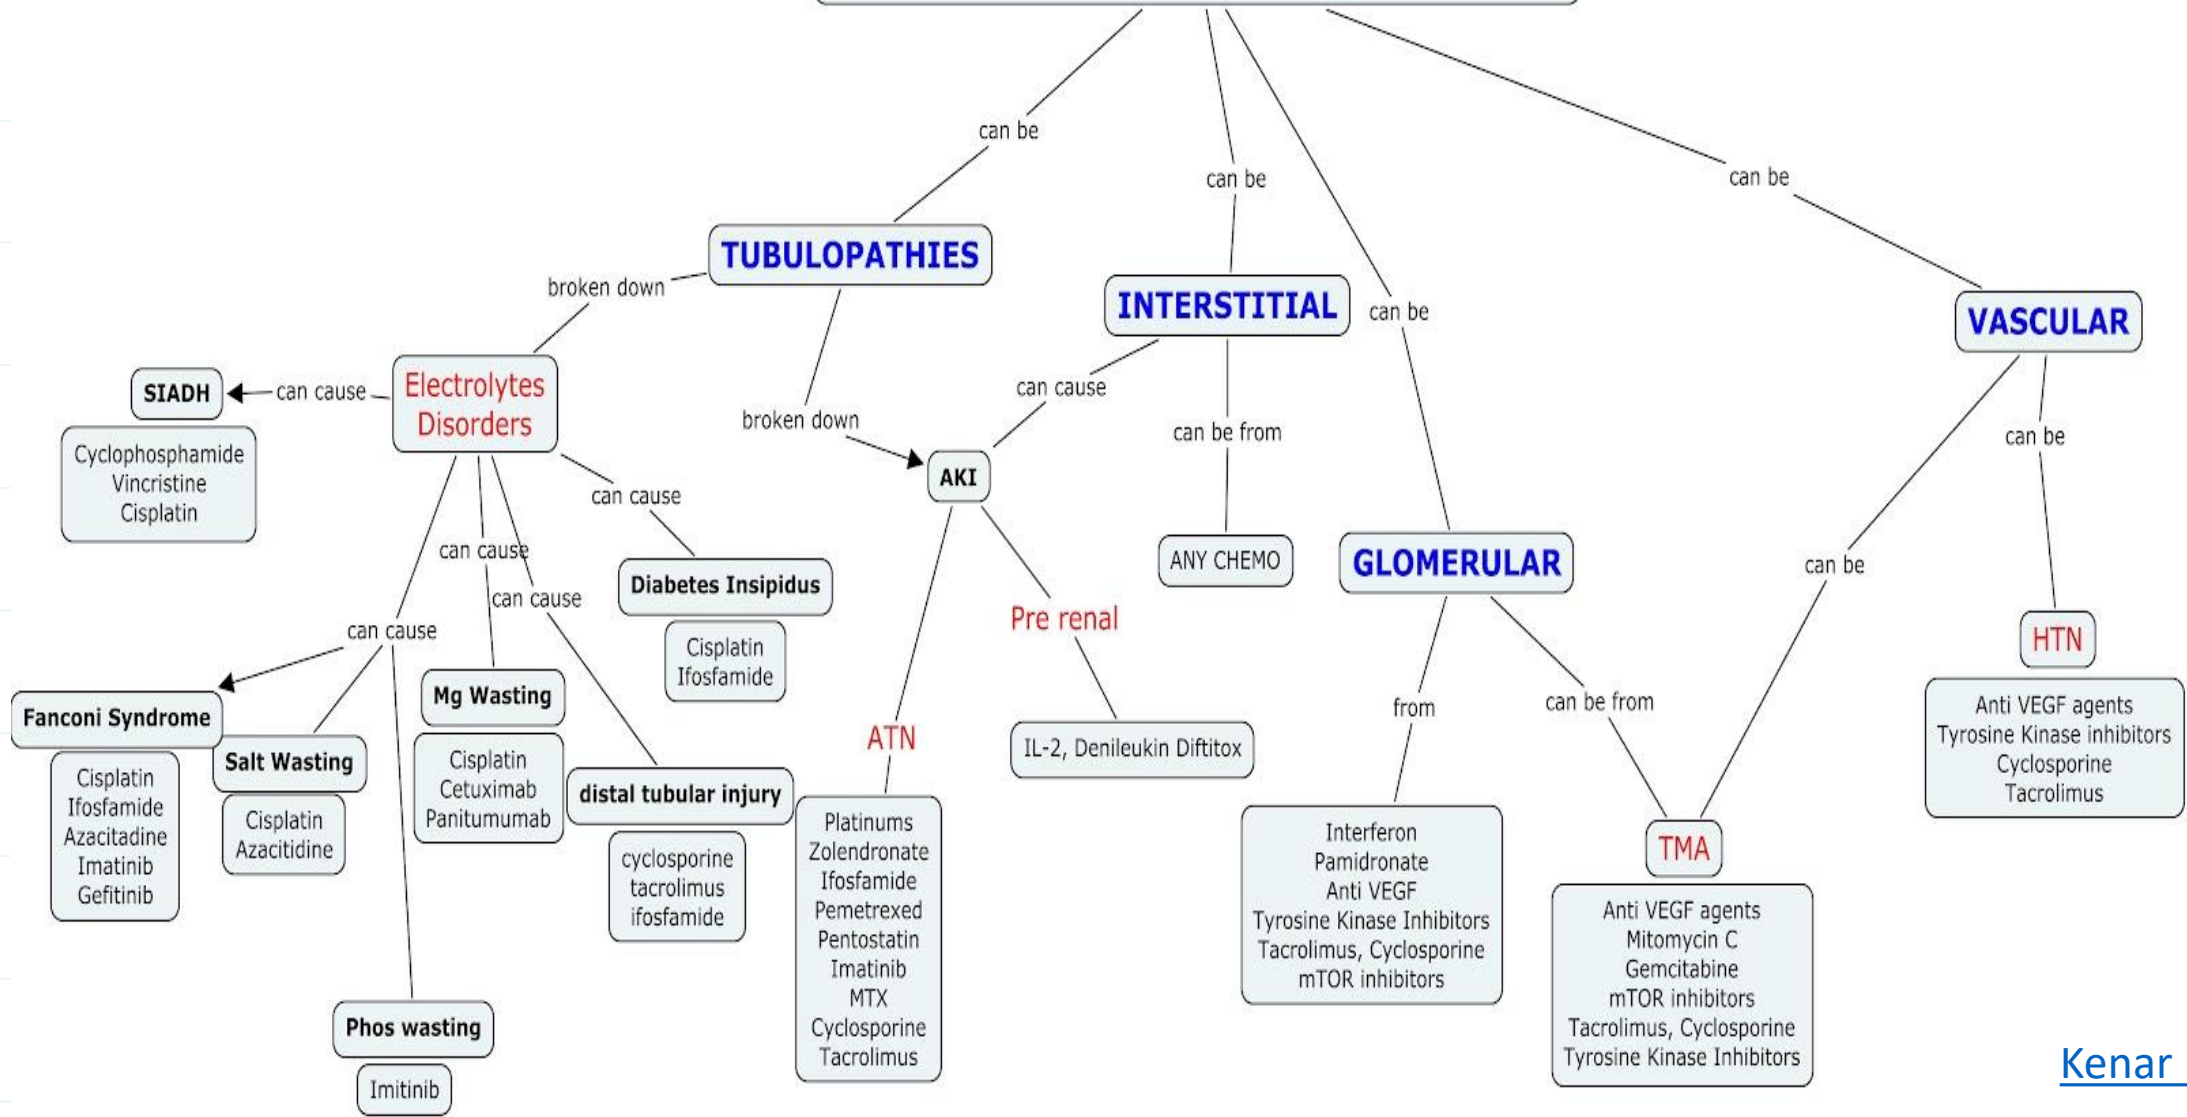 can be
can be
can be
can be
TUBULOPATHIES
broken down
INTERSTITIAL
can be
VASCULAR
SIADH
can cause
Electrolytes
Disorders
can cause
broken down
can be from
can be
Cyclophosphamide
Vincristine
Cisplatin
AKI
can cause
can cause
can cause
Diabetes Insipidus
Cisplatin
Ifosfamide
ANY CHEMO
GLOMERULAR
can be
Pre renal
HTN
Anti VEGF agents
Tyrosine Kinase inhibitors
Cyclosporine
Tacrolimus
can cause
Fanconi Syndrome
Cisplatin
Ifosfamide
Azacitadine
Imatinib
Gefitinib
Salt Wasting
Cisplatin
Azacitidine
Mg Wasting
Cisplatin
Cetuximab
Panitumumab
distal tubular injury
cyclosporine
tacrolimus
ifosfamide
ATN
Platinums
Zolendronate
Ifosfamide
Pemetrexed
Pentostatin
Imatinib
MTX
Cyclosporine
Tacrolimus
IL-2, Denileukin Diftitox
from
can be from
Interferon
Pamidronate
Anti VEGF
Tyrosine Kinase Inhibitors
Tacrolimus, Cyclosporine
mTOR inhibitors
TMA
Anti VEGF agents
Mitomycin C
Gemcitabine
mTOR inhibitors
Tacrolimus, Cyclosporine
Tyrosine Kinase Inhibitors
Phos wasting
Imitinib
Kenar